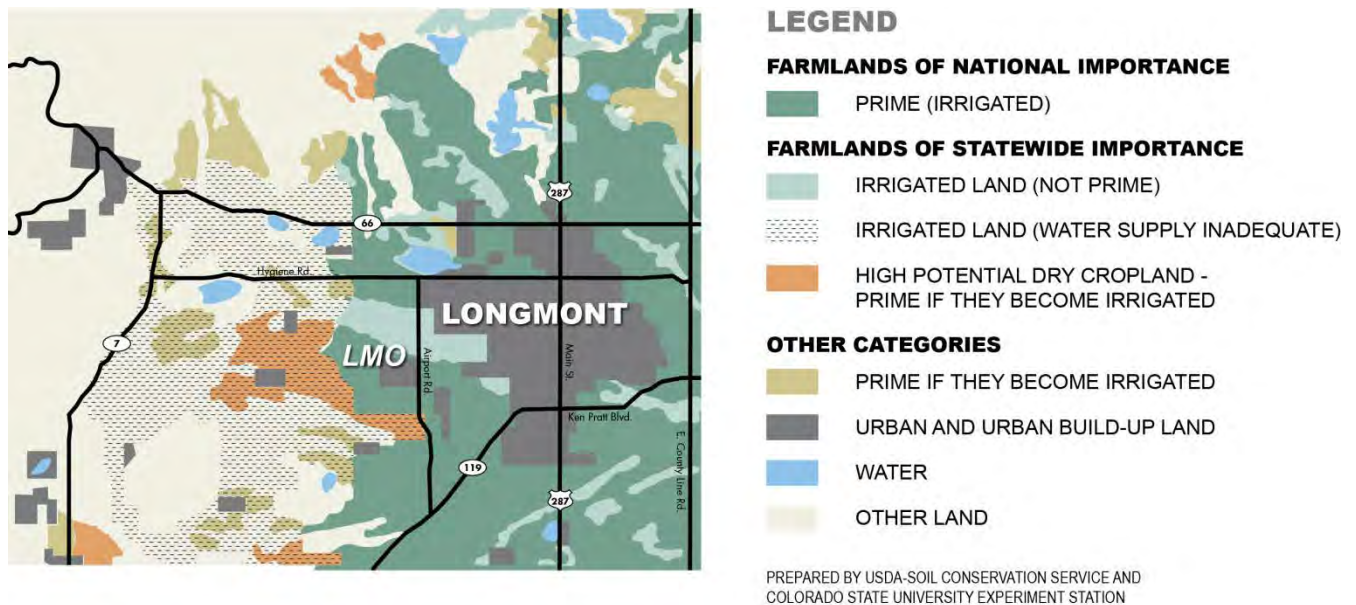 66
287
Hygiene Rd.
LONGMONT
7
LMO
Airport Rd.
Main St.
Ken Pratt Blvd.
E. County Line Rd.
119
287
LEGEND
FARMLANDS OF NATIONAL IMPORTANCE
PRIME (IRRIGATED)
FARMLANDS OF STATEWIDE IMPORTANCE
IRRIGATED LAND (NOT PRIME)
IRRIGATED LAND (WATER SUPPLY INADEQUATE)
HIGH POTENTIAL DRY CROPLAND -
PRIME IF THEY BECOME IRRIGATED
OTHER CATEGORIES
PRIME IF THEY BECOME IRRIGATED
URBAN AND URBAN BUILD-UP LAND
WATER
OTHER LAND
PREPARED BY USDA-SOIL CONSERVATION SERVICE AND
COLORADO STATE UNIVERSITY EXPERIMENT STATION